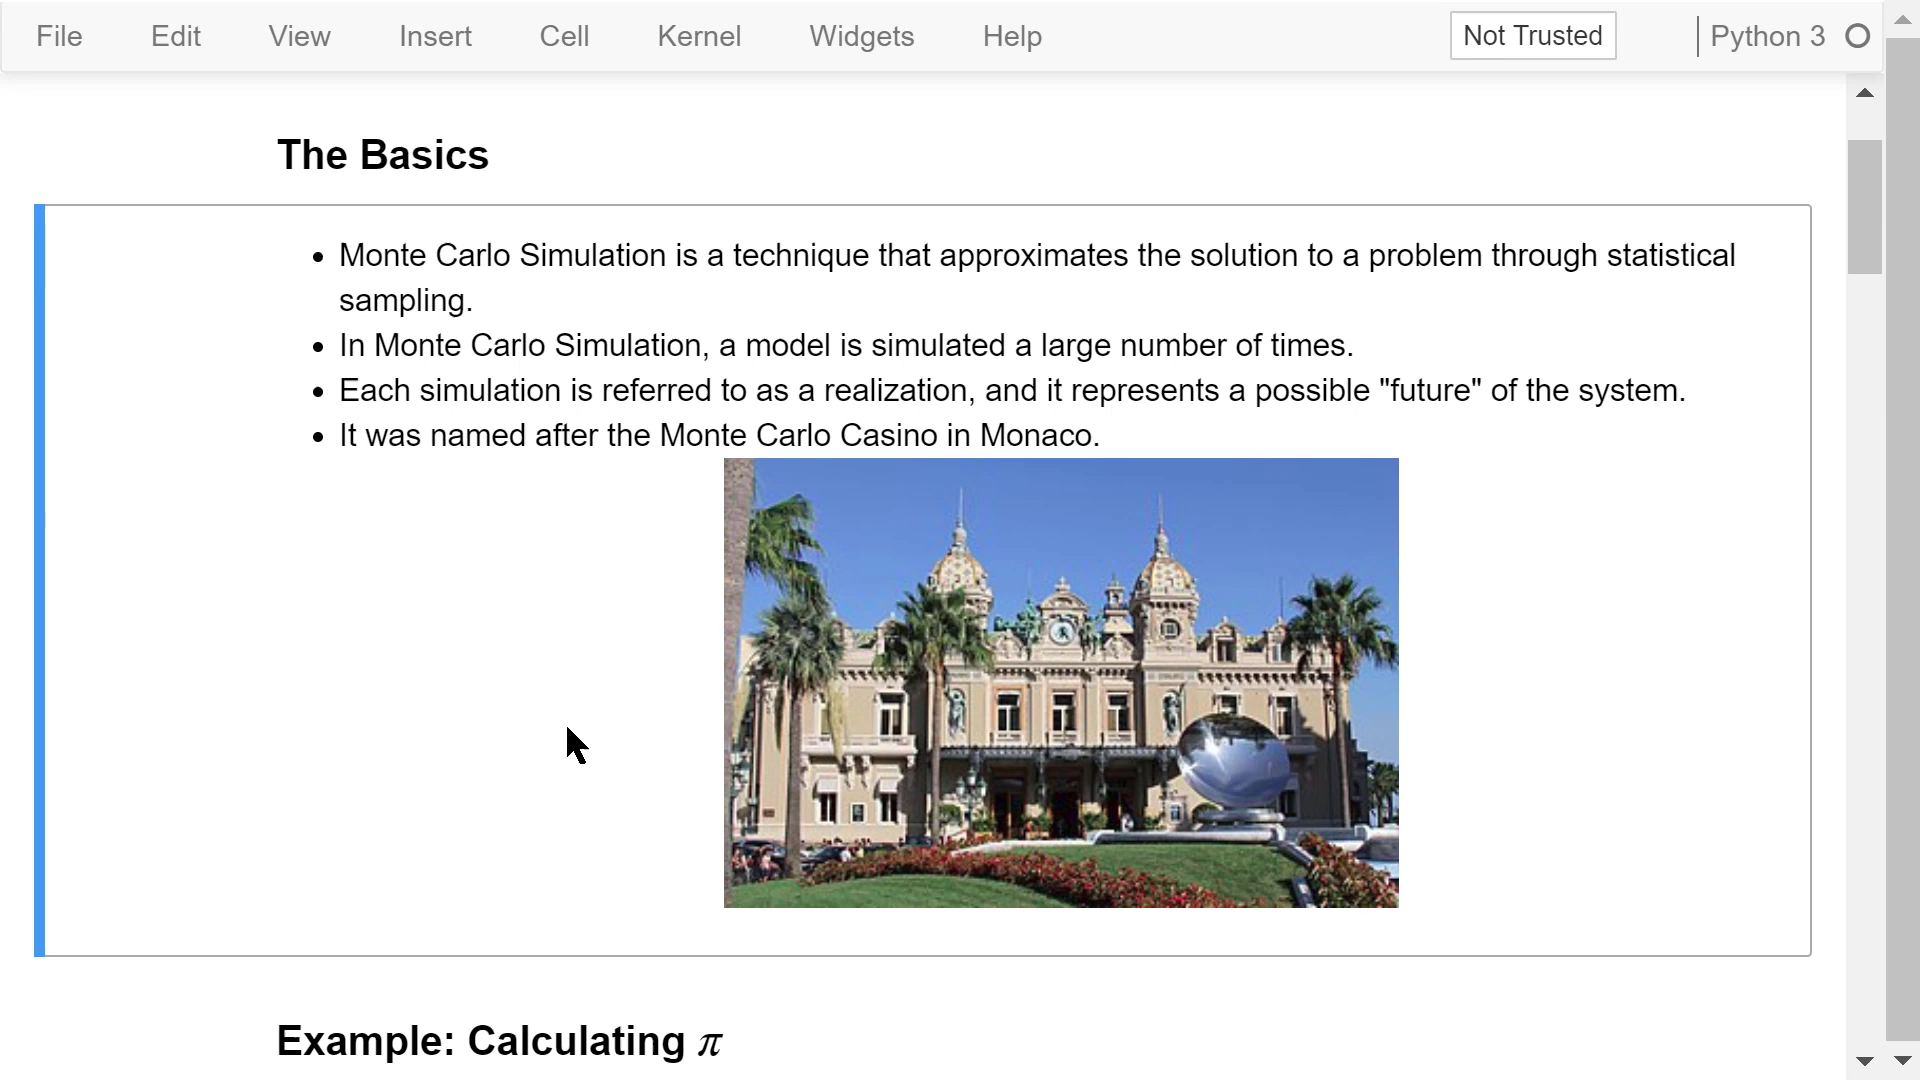 File Edit View Insert Cell Kernel Widgets Help Not Trusted Python 3
The Basics
Monte Carlo Simulation is a technique that approximates the solution to a problem through statistical
sampling.
In Monte Carlo Simulation, a model is simulated a large number of times.
Each simulation is referred to as a realization, and it represents a possible "future" of the system.
It was named after the Monte Carlo Casino in Monaco.
Example: Calculating π